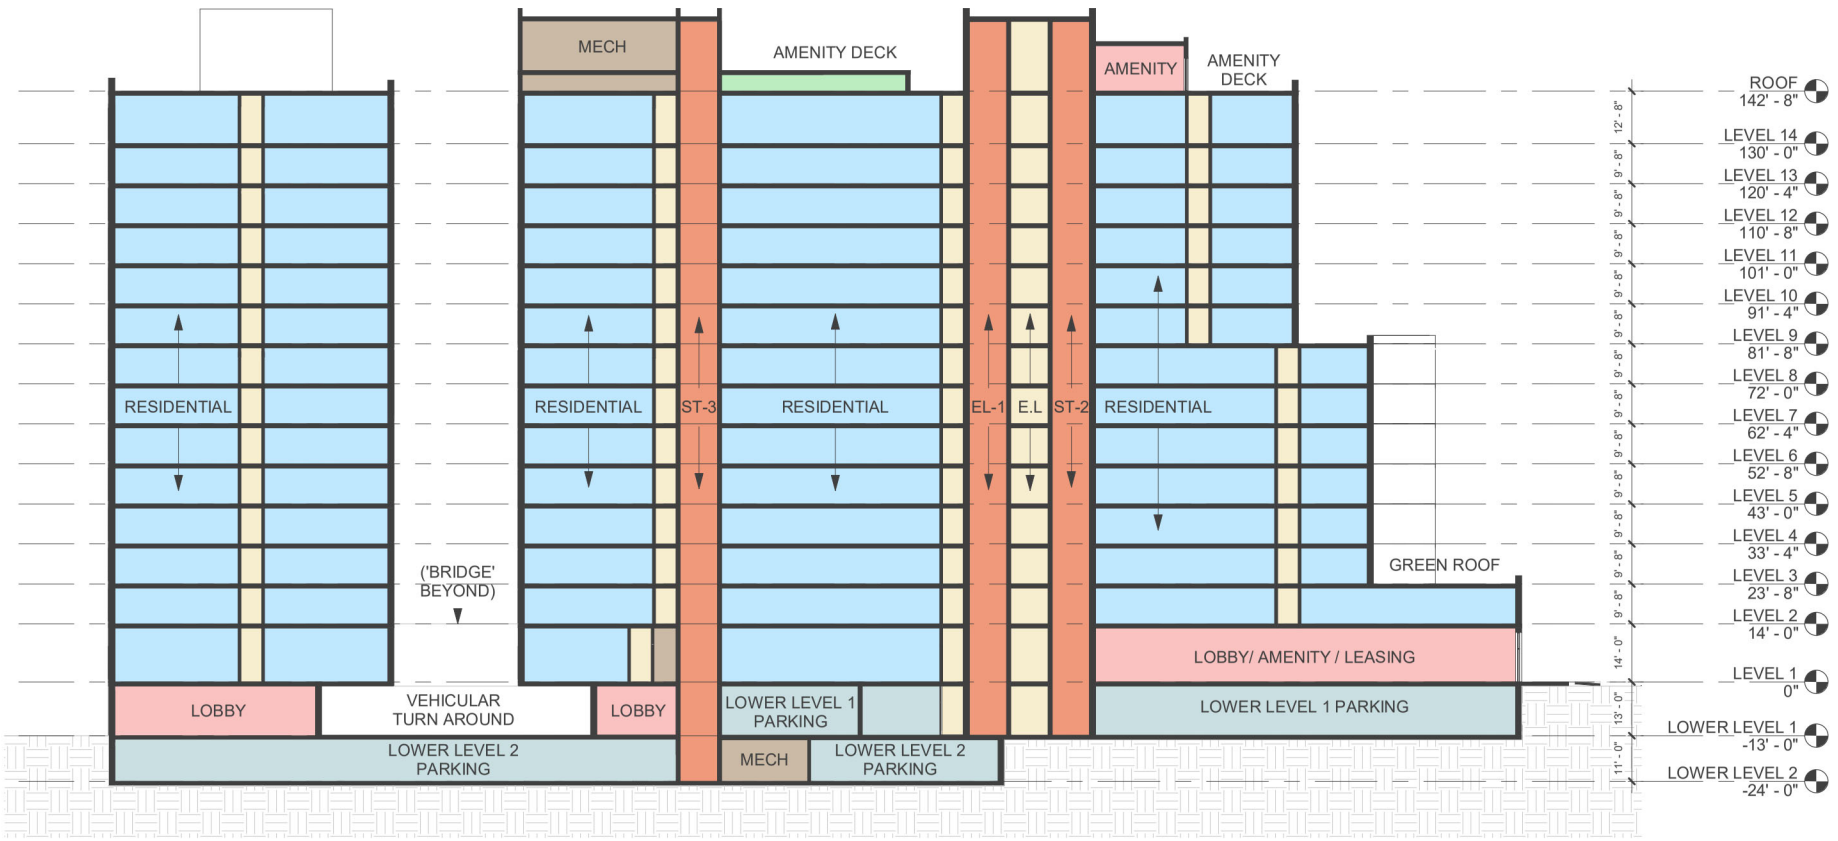 MECH
AMENITY DECK
AMENITY
AMENITY
DECK
RESIDENTIAL
RESIDENTIAL
ST-3
RESIDENTIAL
EL-1
E.L
ST-2
RESIDENTIAL
('BRIDGE'
BEYOND)
GREEN ROOF
LOBBY/ AMENITY / LEASING
LOBBY
VEHICULAR
TURN AROUND
LOBBY
LOWER LEVEL 1
PARKING
LOWER LEVEL 1 PARKING
LOWER LEVEL 2
PARKING
MECH
LOWER LEVEL 2
PARKING
12' - 8"
9' - 8"
9' - 8"
9' - 8"
9' - 8"
9' - 8"
9' - 8"
9' - 8"
9' - 8"
9' - 8"
9' - 8"
9' - 8"
9' - 8"
14' - 0"
13' - 0"
11' - 0"
ROOF
142' - 8"
LEVEL 14
130' - 0"
LEVEL 13
120' - 4"
LEVEL 12
110' - 8"
LEVEL 11
101' - 0"
LEVEL 10
91' - 4"
LEVEL 9
81' - 8"
LEVEL 8
72' - 0"
LEVEL 7
62' - 4"
LEVEL 6
52' - 8"
LEVEL 5
43' - 0"
LEVEL 4
33' - 4"
LEVEL 3
23' - 8"
LEVEL 2
14' - 0"
LEVEL 1
0"
LOWER LEVEL 1
-13' - 0"
LOWER LEVEL 2
-24' - 0"